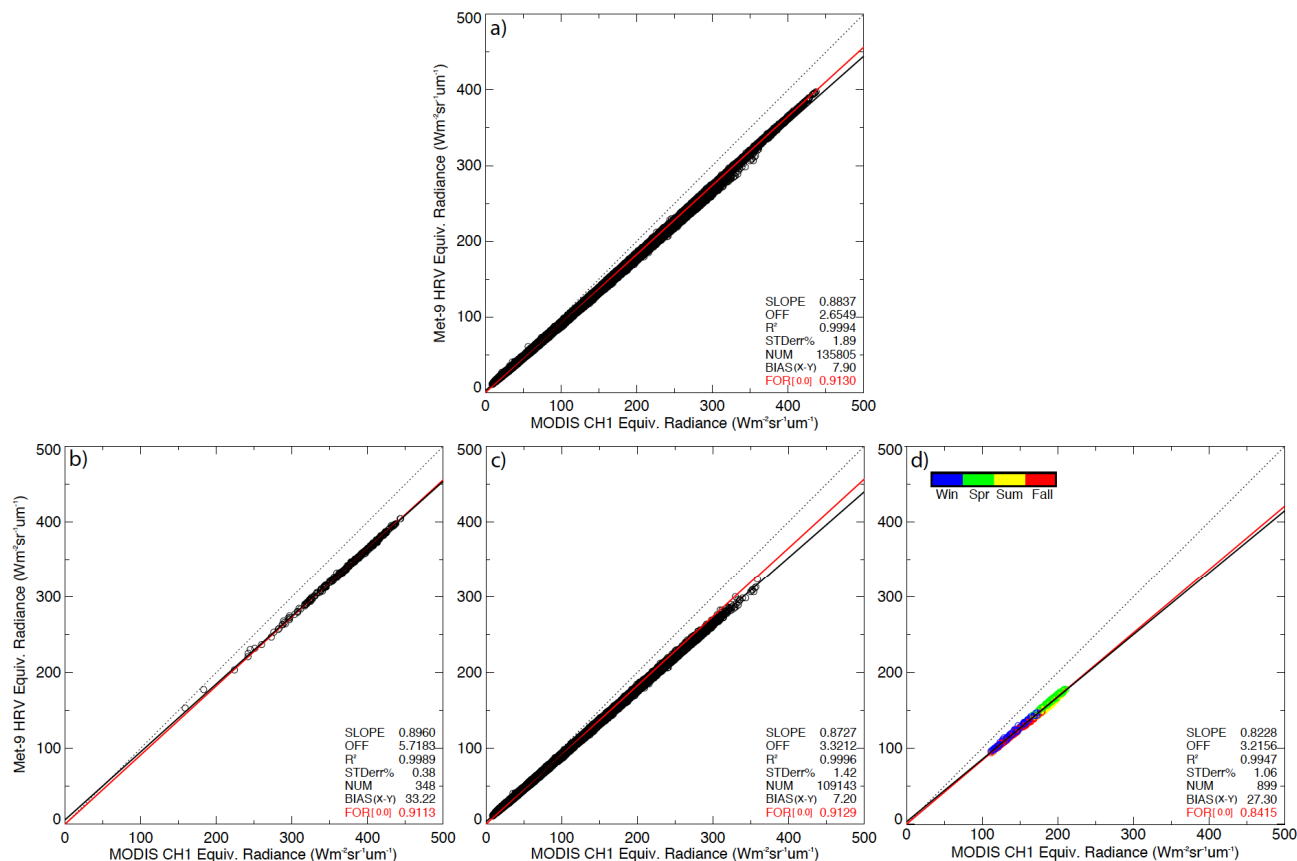 a)
500
400
300
200
100
0
Met-9 HRV Equiv. Radiance (Wm⁻²sr⁻¹um⁻¹)
SLOPE 0.8837
OFF 2.6549
R² 0.9994
STDerr% 1.89
NUM 135805
BIAS(X-Y) 7.90
FOR[0.0] 0.9130
0 100 200 300 400 500
MODIS CH1 Equiv. Radiance (Wm⁻²sr⁻¹um⁻¹)
b)
500
400
300
200
100
0
Met-9 HRV Equiv. Radiance (Wm⁻²sr⁻¹um⁻¹)
SLOPE 0.8960
OFF 5.7183
R² 0.9989
STDerr% 0.38
NUM 348
BIAS(X-Y) 33.22
FOR[0.0] 0.9113
0 100 200 300 400 500
MODIS CH1 Equiv. Radiance (Wm⁻²sr⁻¹um⁻¹)
c)
500
400
300
200
100
0
SLOPE 0.8727
OFF 3.3212
R² 0.9996
STDerr% 1.42
NUM 109143
BIAS(X-Y) 7.20
FOR[0.0] 0.9129
0 100 200 300 400 500
MODIS CH1 Equiv. Radiance (Wm⁻²sr⁻¹um⁻¹)
d)
Win Spr Sum Fall
500
400
300
200
100
0
SLOPE 0.8228
OFF 3.2156
R² 0.9947
STDerr% 1.06
NUM 899
BIAS(X-Y) 27.30
FOR[0.0] 0.8415
0 100 200 300 400 500
MODIS CH1 Equiv. Radiance (Wm⁻²sr⁻¹um⁻¹)